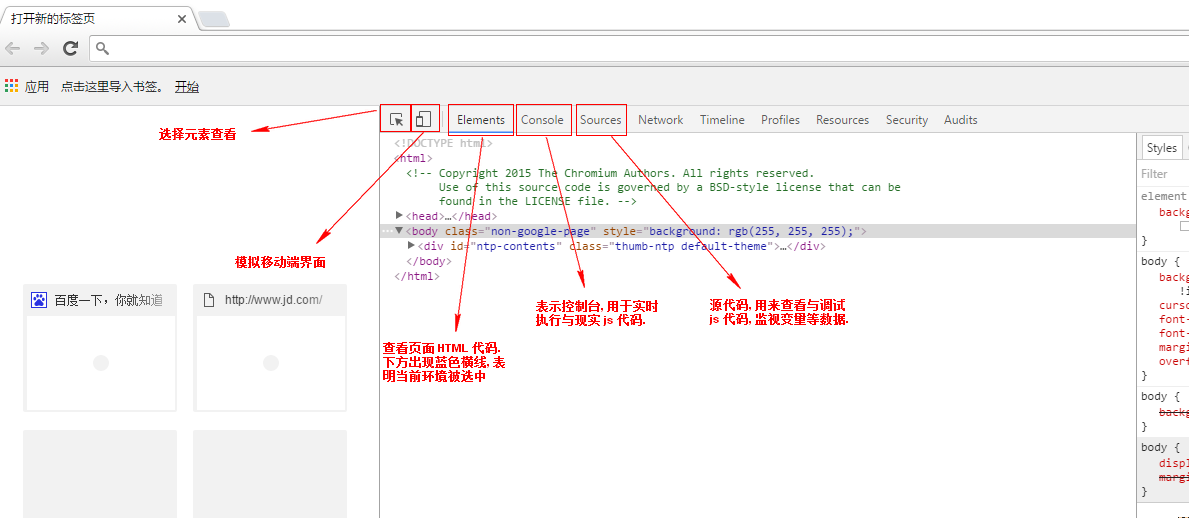 打开新的标签页
应用 点击这里导入书签。 开始
选择元素查看
模拟移动端界面
百度一下，你就知道
http://www.jd.com/
Elements Console Sources Network Timeline Profiles Resources Security Audits
<!DOCTYPE html>
<html>
<!-- Copyright 2015 The Chromium Authors. All rights reserved.
Use of this source code is governed by a BSD-style license that can be
found in the LICENSE file. -->
<head>…</head>
<body class="non-google-page" style="background: rgb(255, 255, 255);">
<div id="ntp-contents" class="thumb-ntp default-theme">…</div>
</body>
</html>
查看页面 HTML 代码.
下方出现蓝色横线, 表
明当前环境被选中
表示控制台, 用于实时
执行与现实 js 代码.
源代码, 用来查看与调试
js 代码, 监视变量等数据.
Styles
Filter
element
backg
}
body {
backg
!i
curso
font-
font-
margi
overf
}
body {
backg
}
body {
displ
margi
}